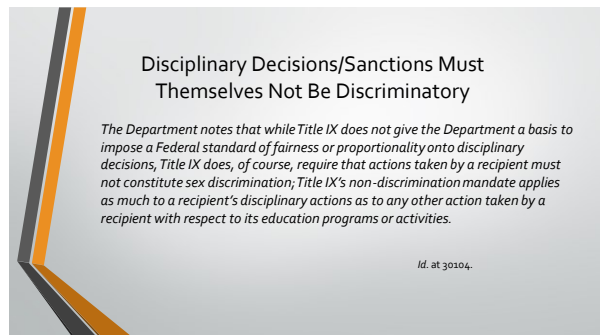 Disciplinary Decisions/Sanctions Must
Themselves Not Be Discriminatory
The Department notes that while Title IX does not give the Department a basis to
impose a Federal standard of fairness or proportionality onto disciplinary
decisions, Title IX does, of course, require that actions taken by a recipient must
not constitute sex discrimination; Title IX's non-discrimination mandate applies
as much to a recipient's disciplinary actions as to any other action taken by a
recipient with respect to its education programs or activities.
Id. at 30104.